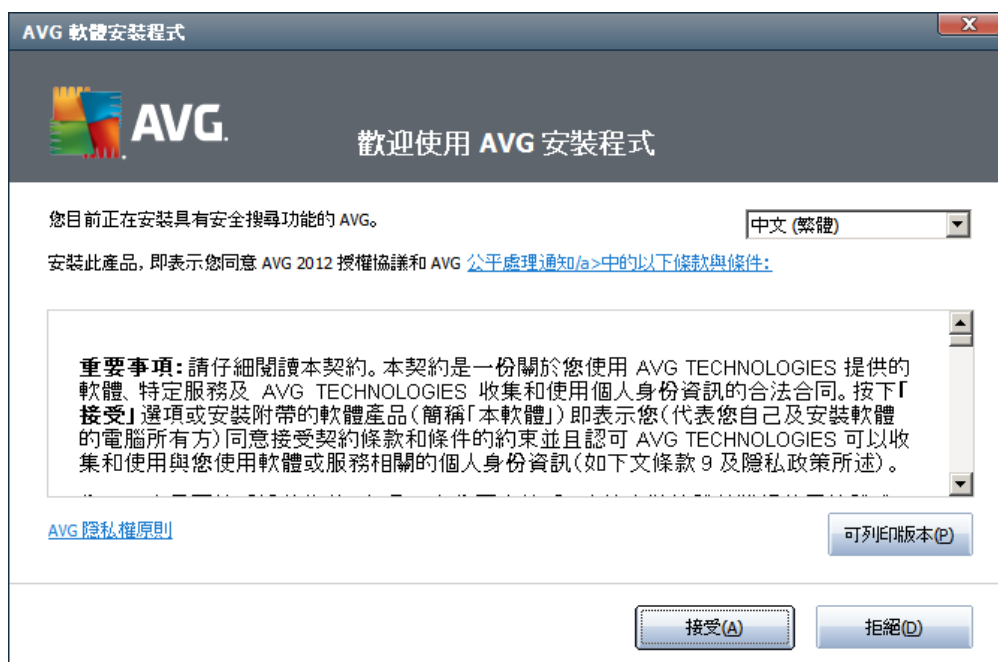 AVG 軟體安裝程式
AVG.
歡迎使用 AVG 安裝程式
您目前正在安裝具有安全搜尋功能的 AVG。
中文 (繁體)
安裝此產品, 即表示您同意 AVG 2012 授權協議和 AVG 公平處理通知/a>中的以下條款與條件:
重要事項: 請仔細閱讀本契約。本契約是一份關於您使用 AVG TECHNOLOGIES 提供的
軟體、特定服務及 AVG TECHNOLOGIES 收集和使用個人身份資訊的合法合同。按下「
接受」選項或安裝附帶的軟體產品(簡稱「本軟體」)即表示您(代表您自己及安裝軟體
的電腦所有方)同意接受契約條款和條件的約束並且認可 AVG TECHNOLOGIES 可以收
集和使用與您使用軟體或服務相關的個人身份資訊(如下文條款 9 及隱私政策所述)。
AVG 隱私權原則
可列印版本(P)
接受(A)
拒絕(D)